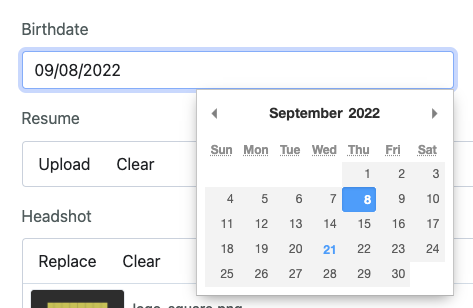 Birthdate
09/08/2022
September 2022
Sun Mon Tue Wed Thu Fri Sat
1 2 3
4 5 6 7 8 9 10
11 12 13 14 15 16 17
18 19 20 21 22 23 24
25 26 27 28 29 30
Resume
Upload Clear
Headshot
Replace Clear